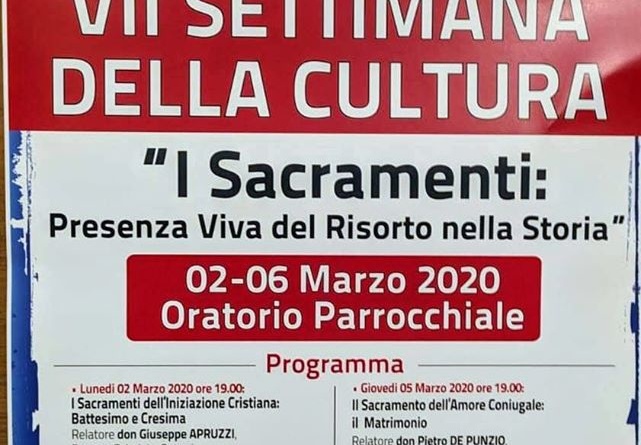 VII SETTIMANA
DELLA CULTURA
"I Sacramenti:
Presenza Viva del Risorto nella Storia"
02-06 Marzo 2020
Oratorio Parrocchiale
Programma
• Lunedì 02 Marzo 2020 ore 19.00:
I Sacramenti dell'Iniziazione Cristiana:
Battesimo e Cresima
Relatore don Giuseppe APRUZZI,
• Giovedì 05 Marzo 2020 ore 19.00:
Il Sacramento dell'Amore Coniugale:
il Matrimonio
Relatore don Pietro DE PUNZIO,